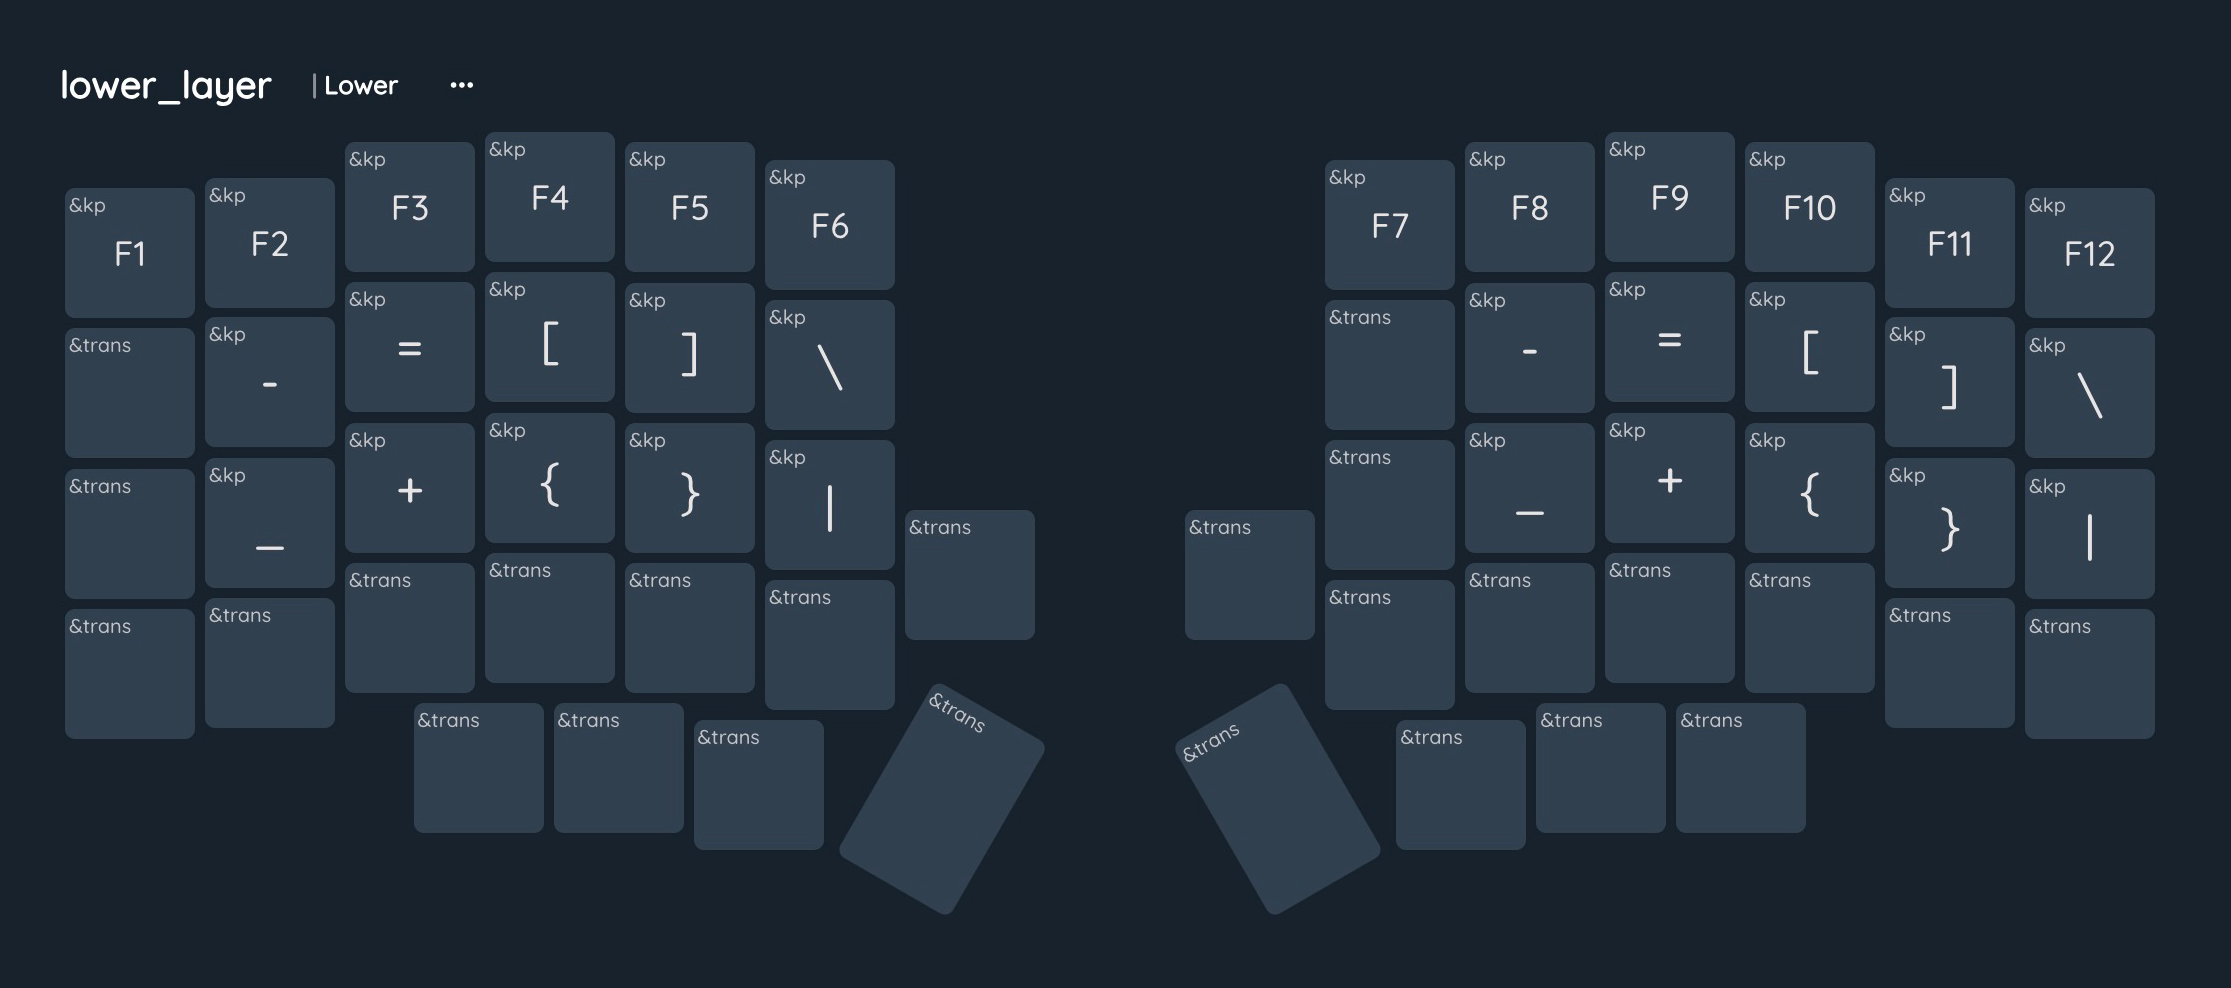 lower_layer | Lower •••
&kp &kp &kp &kp &kp &kp &kp &kp &kp &kp &kp &kp
F1 F2 F3 F4 F5 F6 F7 F8 F9 F10 F11 F12
&trans &kp &kp &kp &kp &kp &trans &kp &kp &kp &kp &kp
- = [ ] \ - = [ ] \
&trans &kp &kp &kp &kp &kp &trans &kp &kp &kp &kp &kp
_ + { } | _ + { } |
&trans &trans
&trans &trans &trans &trans &trans &trans &trans &trans &trans &trans &trans &trans
&trans &trans &trans &trans &trans &trans &trans &trans